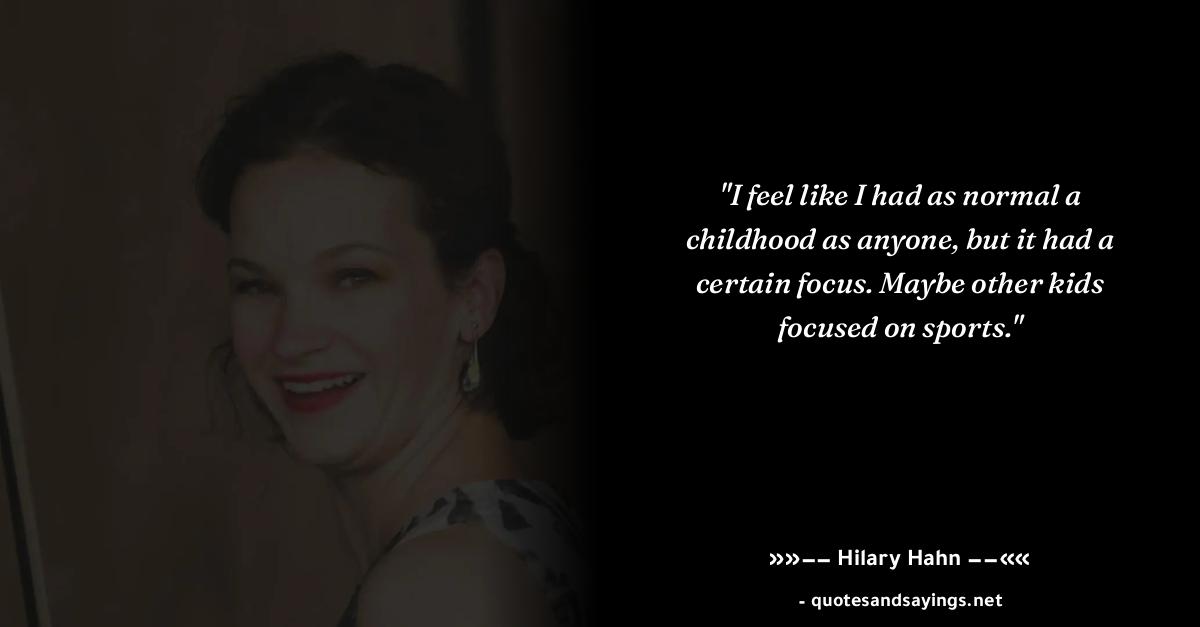 "I feel like I had as normal a
childhood as anyone, but it had a
certain focus. Maybe other kids
focused on sports."
»»−− Hilary Hahn −−««
- quotesandsayings.net